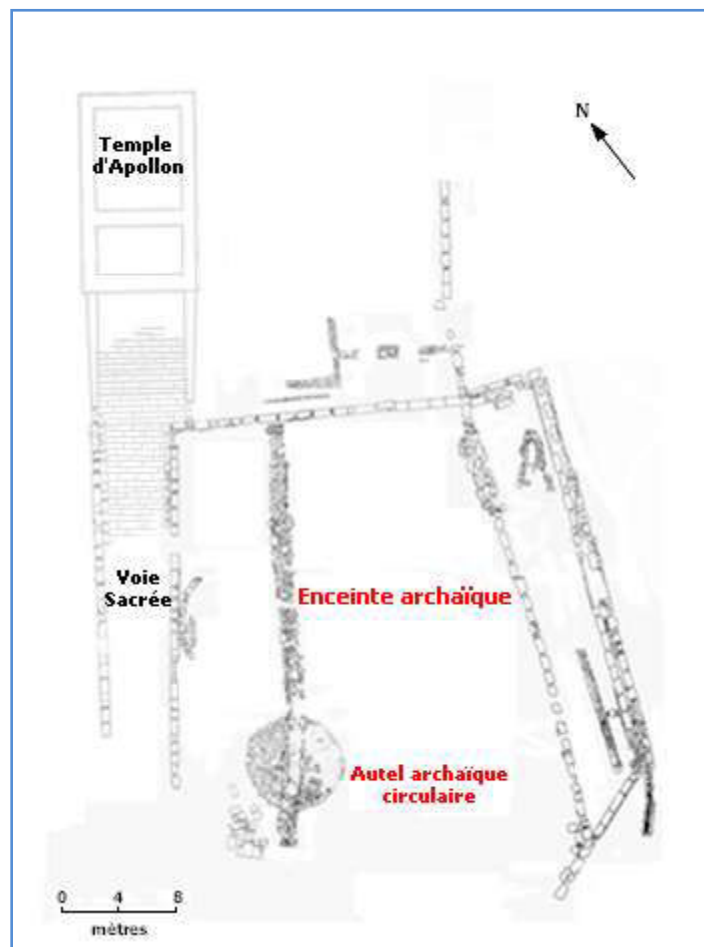 N
Temple
d'Apollon
Voie
Sacrée
Enceinte archaïque
Autel archaïque
circulaire
0 4 8
mètres